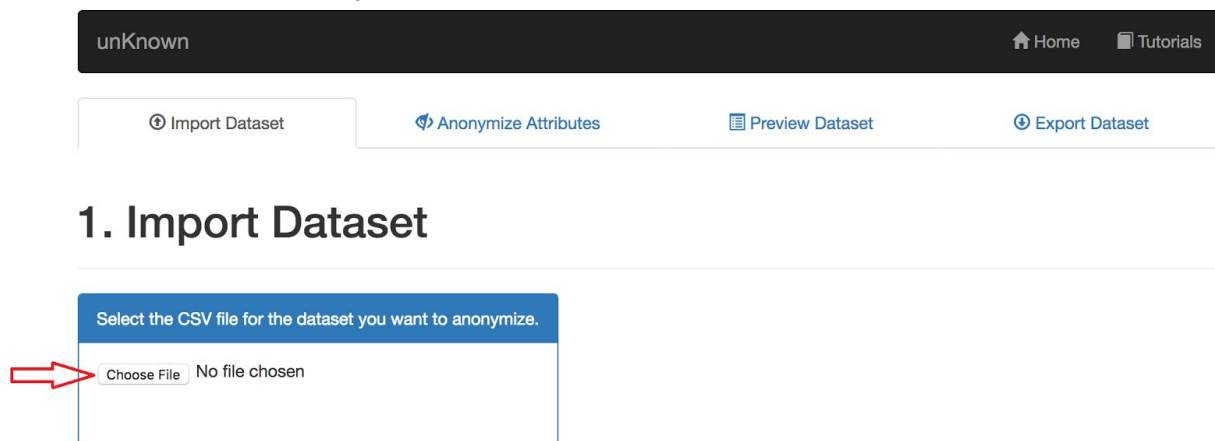 unKnown Home Tutorials
Import Dataset Anonymize Attributes Preview Dataset Export Dataset
1. Import Dataset
Select the CSV file for the dataset you want to anonymize.
Choose File No file chosen